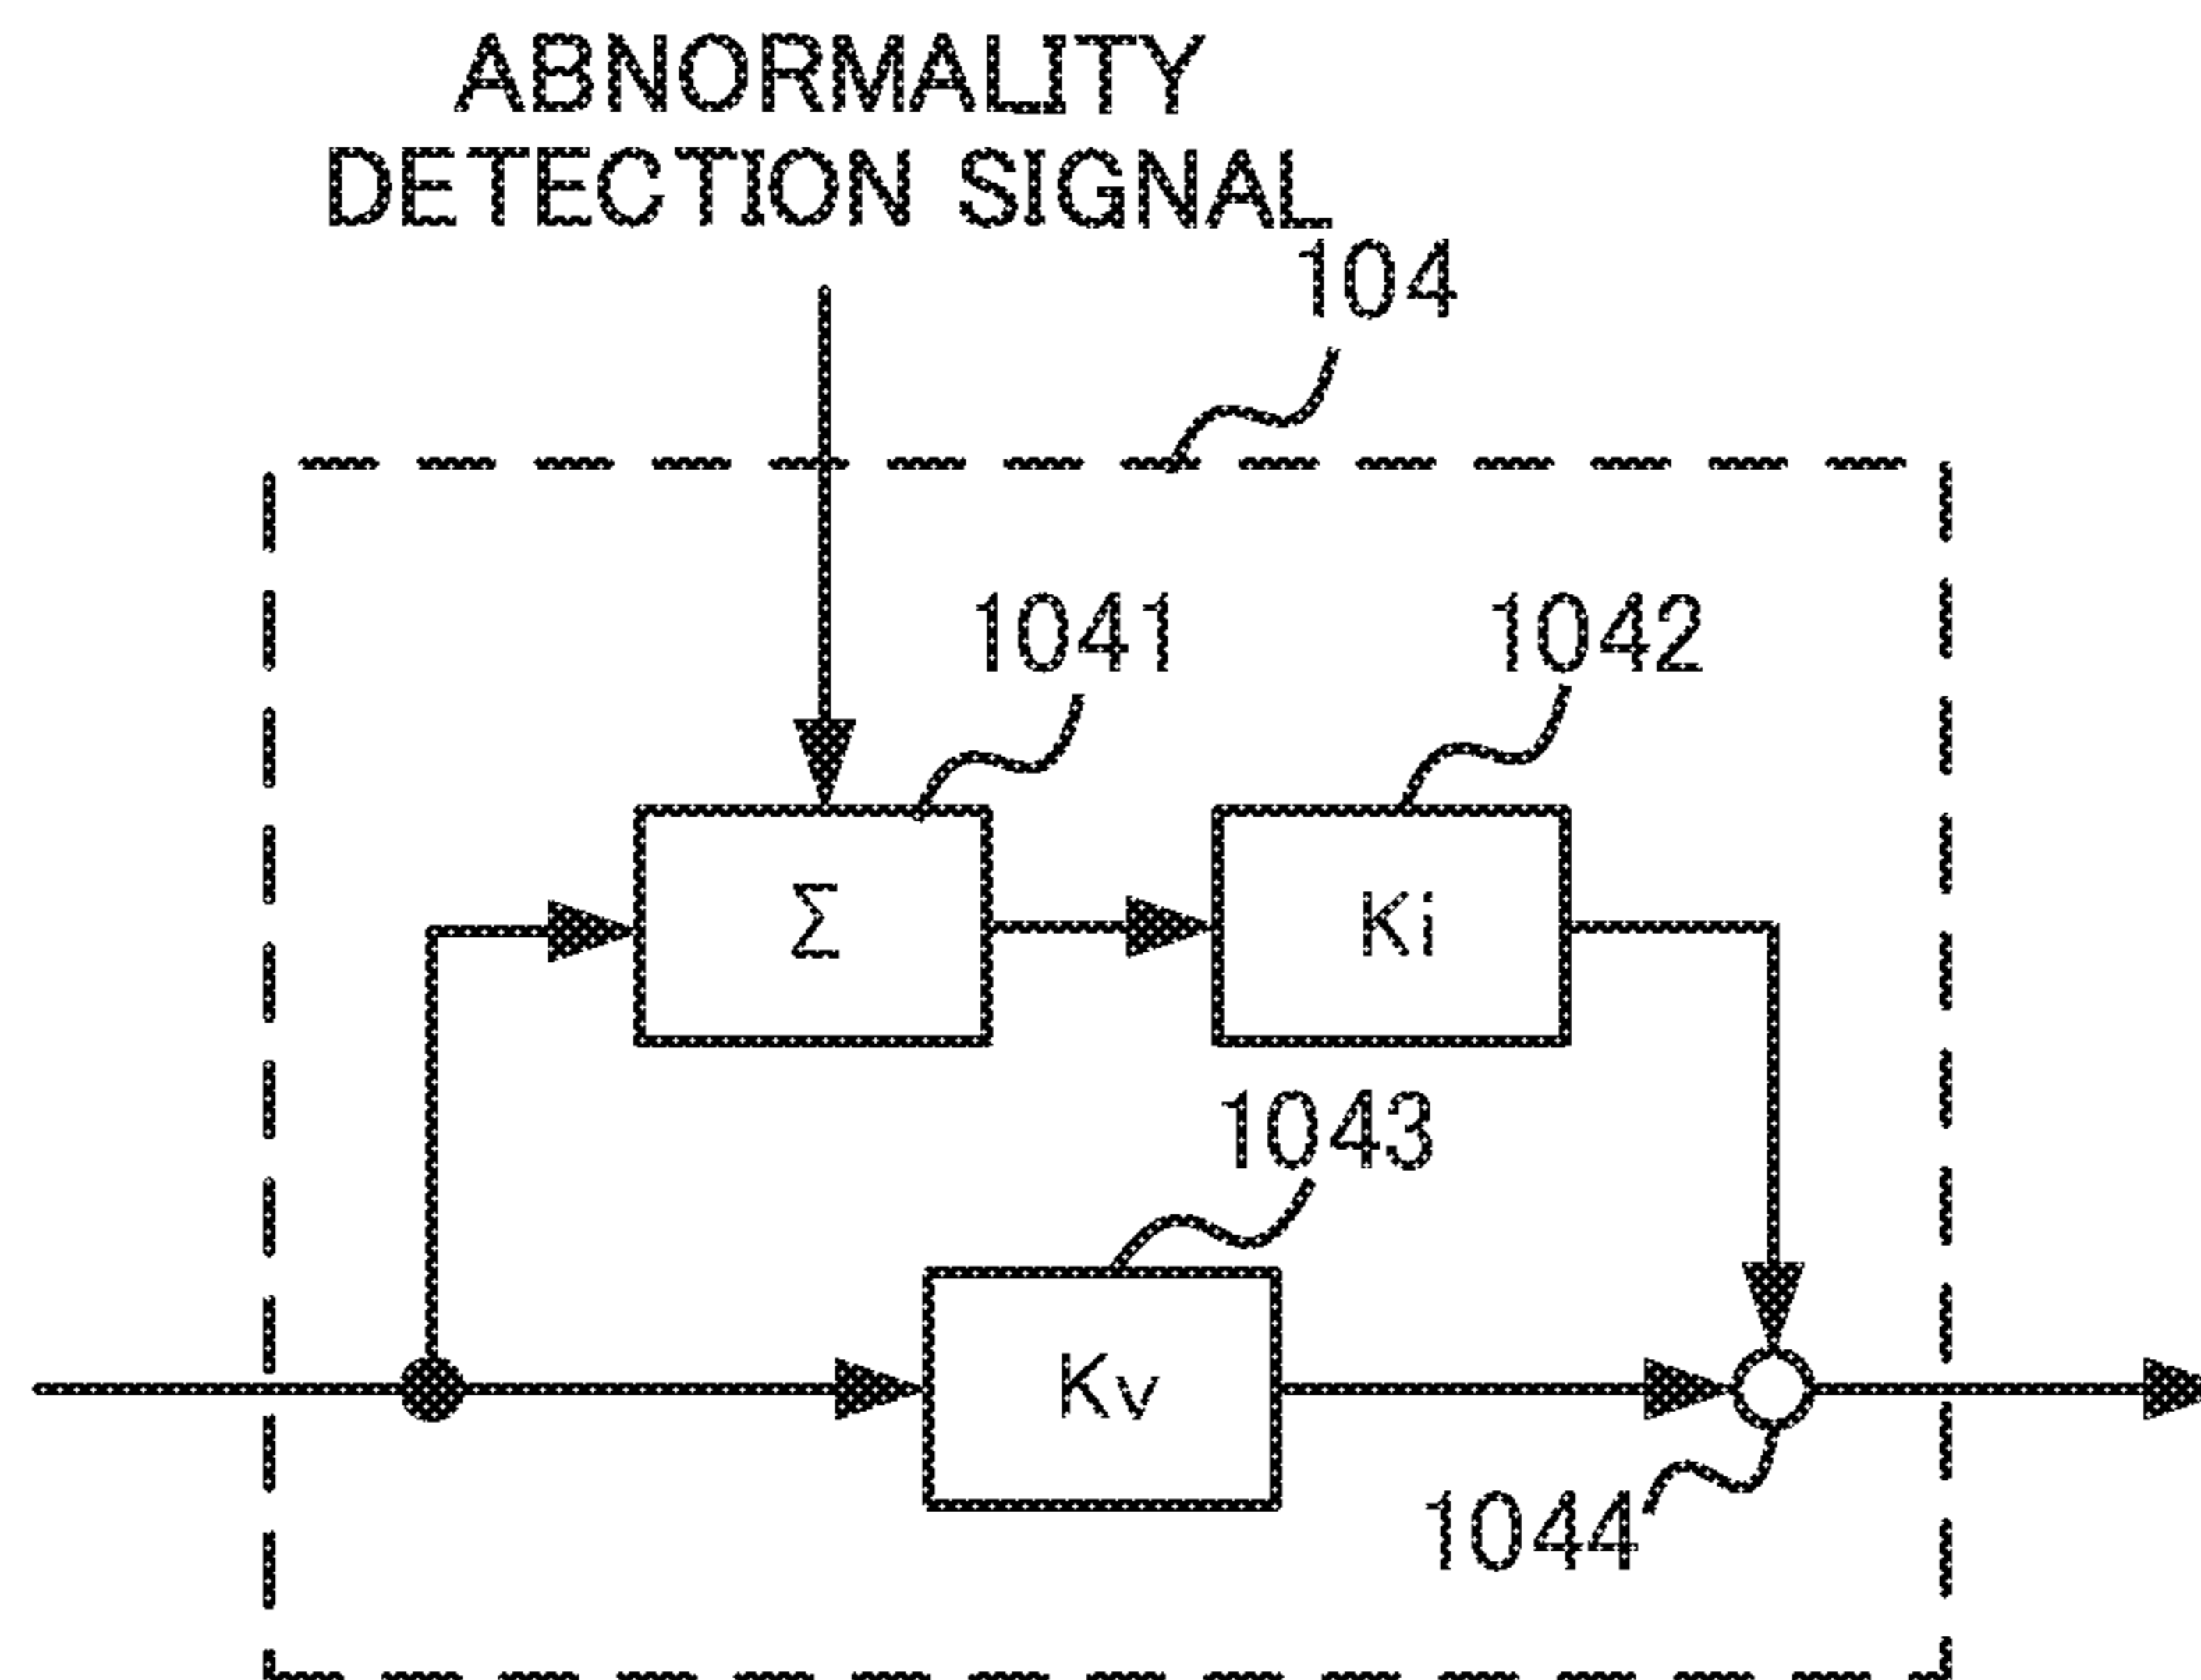 ABNORMALITY
DETECTION SIGNAL
104
1041
1042
Σ
Ki
1043
Kv
1044